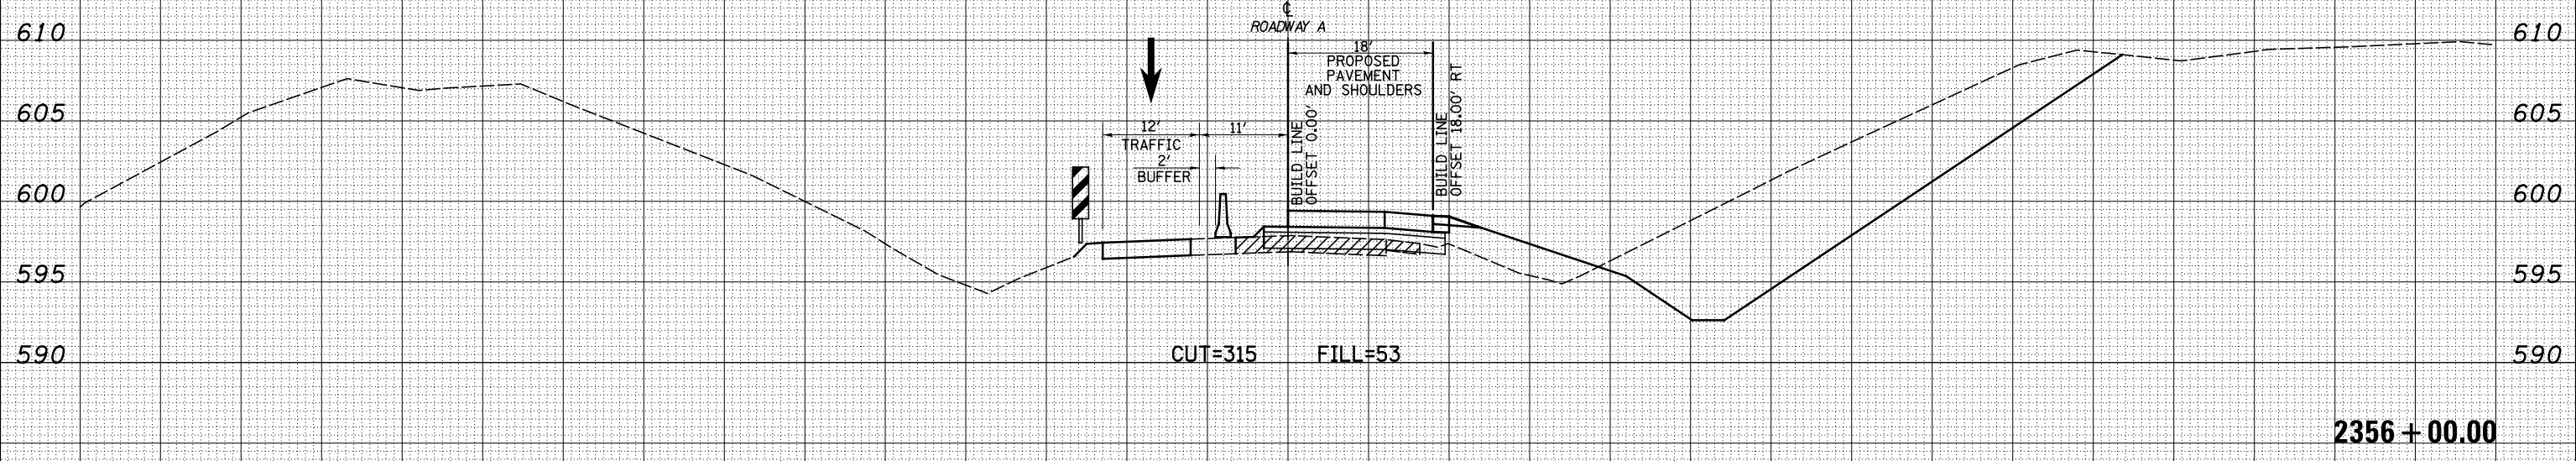 ℄
ROADWAY A
610
610
18'
PROPOSED
PAVEMENT
AND SHOULDERS
605
605
12'
11'
TRAFFIC
2'
BUFFER
BUILD LINE
OFFSET 0.00'
BUILD LINE
OFFSET 18.00' RT
600
600
595
595
590
590
CUT=315 FILL=53
2356+00.00